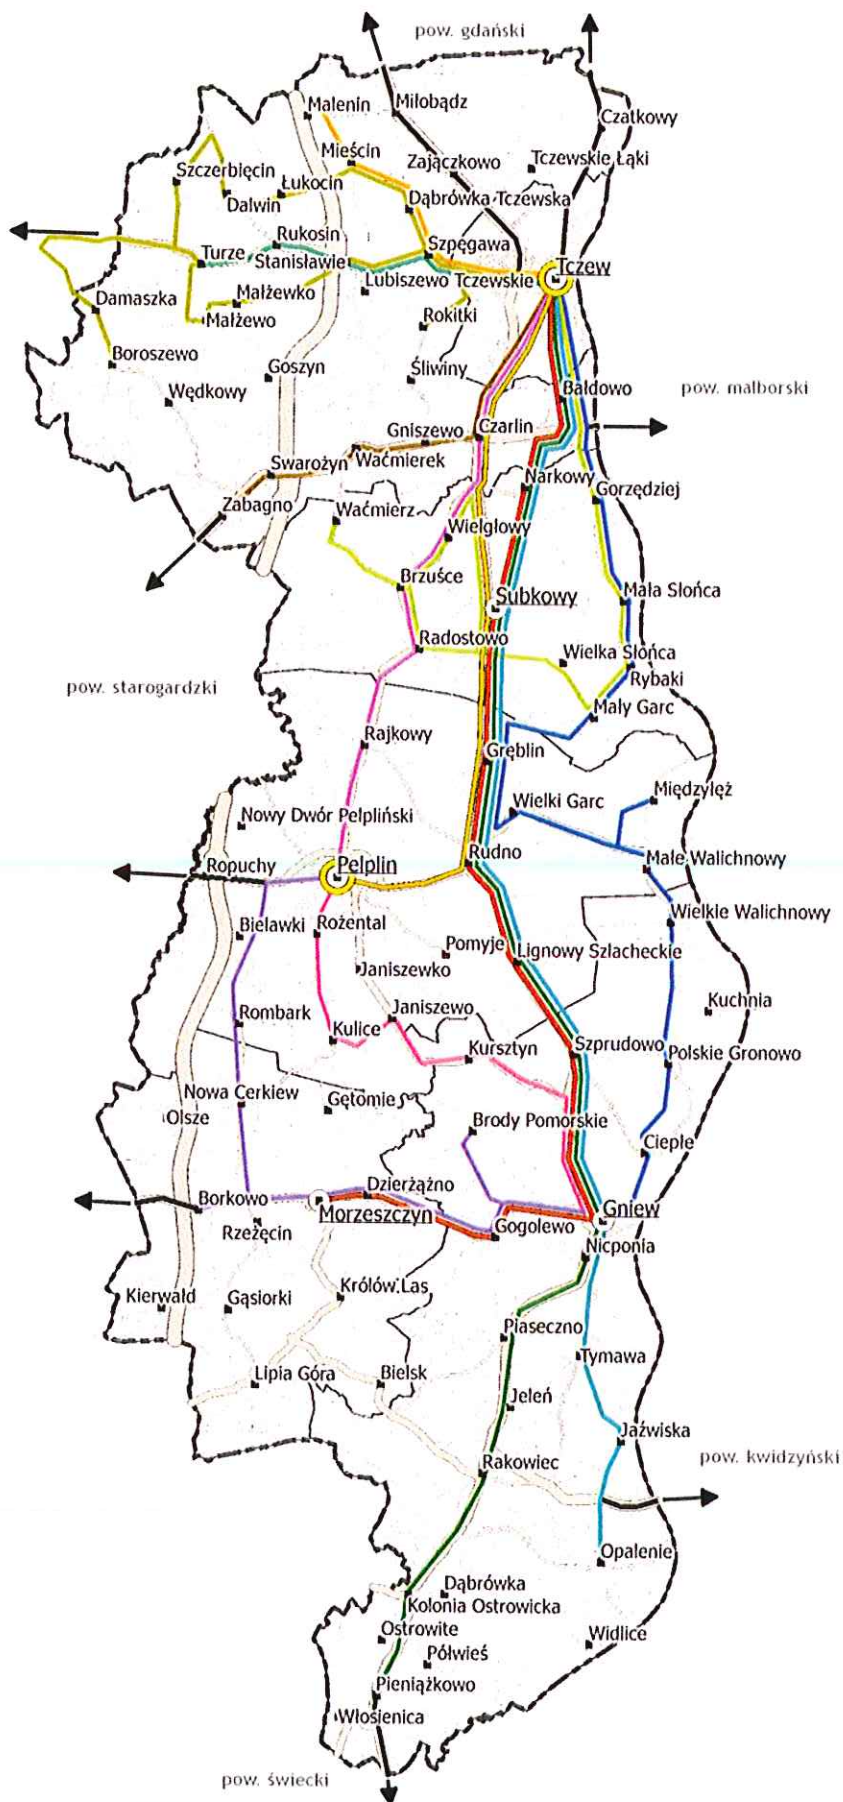 pow. gdański
Malenin
Miłobądz
Czatkowy
Mieścin
Zajączkowo
Tczewskie Łąki
Szczerbięcin
Łukocin
Dalwin
Dąbrówka Tczewska
Rukosin
Szpęgawa
Turze
Stanisławie
Tczew
Lubiszewo
Tczewskie
Damaszka
Małżewko
Małżewo
Rokitki
Boroszewo
Goszyn
Śliwiny
Wędkowy
Bałdowo
pow. malborski
Gniszewo
Czarlin
Swarożyn
Waćmierek
Narkowy
Gorzędziej
Zabagno
Waćmierz
Wielgłowy
Brzuśce
Subkowy
Mała Słońca
Radostowo
Wielka Słońca
Rybaki
pow. starogardzki
Mały Garc
Rajkowy
Gręblin
Międzyłęż
Nowy Dwór Pelpliński
Wielki Garc
Ropuchy
Pelplin
Rudno
Małe Walichnowy
Bielawki
Rożental
Wielkie Walichnowy
Pomyje
Lignowy Szlacheckie
Janiszewko
Kuchnia
Rombark
Janiszewo
Kulice
Kursztyn
Szprudowo
Polskie Gronowo
Nowa Cerkiew
Gętomie
Olsze
Brody Pomorskie
Ciepłe
Dzierżążno
Borkowo
Morzeszczyn
Gniew
Rzeżęcin
Gogolewo
Nicponia
Kierwałd
Gąsiorki
Królów Las
Piaseczno
Tymawa
Lipia Góra
Bielsk
Jeleń
Jaźwiska
pow. kwidzyński
Rakowiec
Opalenie
Dąbrówka
Kolonia Ostrowicka
Ostrowite
Widlice
Półwieś
Pieniążkowo
Włosienica
pow. świecki